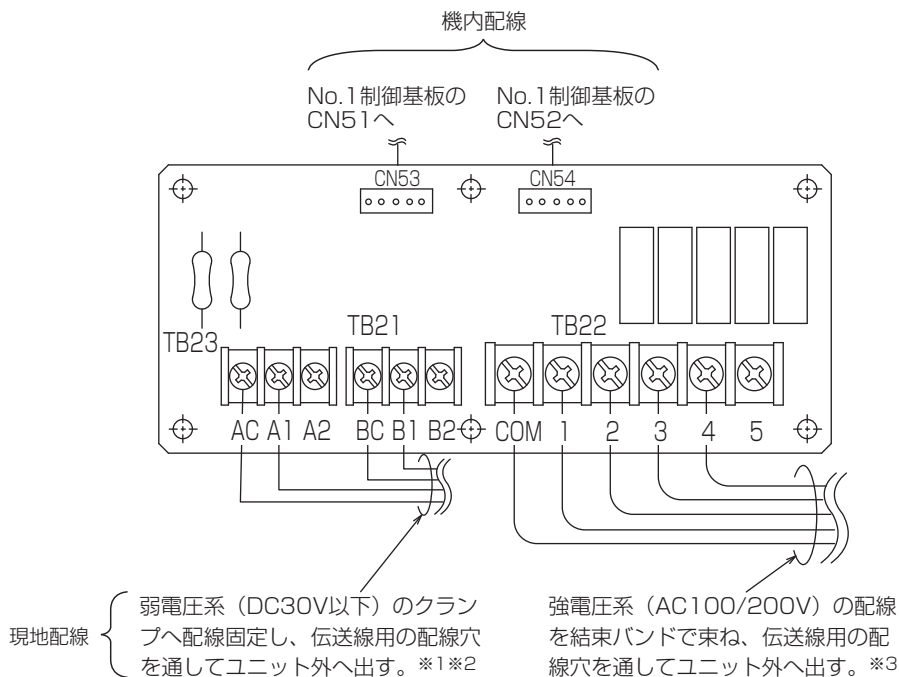 機内配線
No.1制御基板の
CN51へ
No.1制御基板の
CN52へ
CN53
CN54
TB23
TB21
TB22
AC A1 A2
BC B1 B2
COM 1 2 3 4 5
現地配線
弱電圧系（DC30V以下）のクラン
プへ配線固定し、伝送線用の配線穴
を通してユニット外へ出す。※1※2
強電圧系（AC100/200V）の配線
を結束バンドで束ね、伝送線用の配
線穴を通してユニット外へ出す。※3